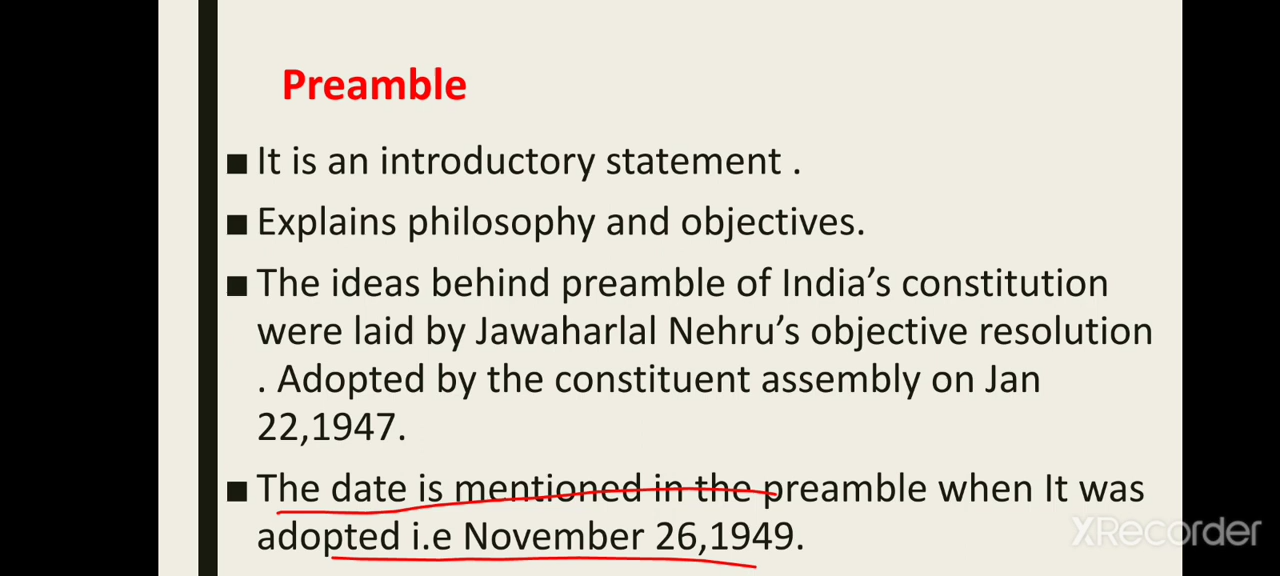 Preamble
■ It is an introductory statement .
■ Explains philosophy and objectives.
■ The ideas behind preamble of India’s constitution
were laid by Jawaharlal Nehru’s objective resolution
. Adopted by the constituent assembly on Jan
22,1947.
■ The date is mentioned in the preamble when It was
adopted i.e November 26,1949.
XRecorder